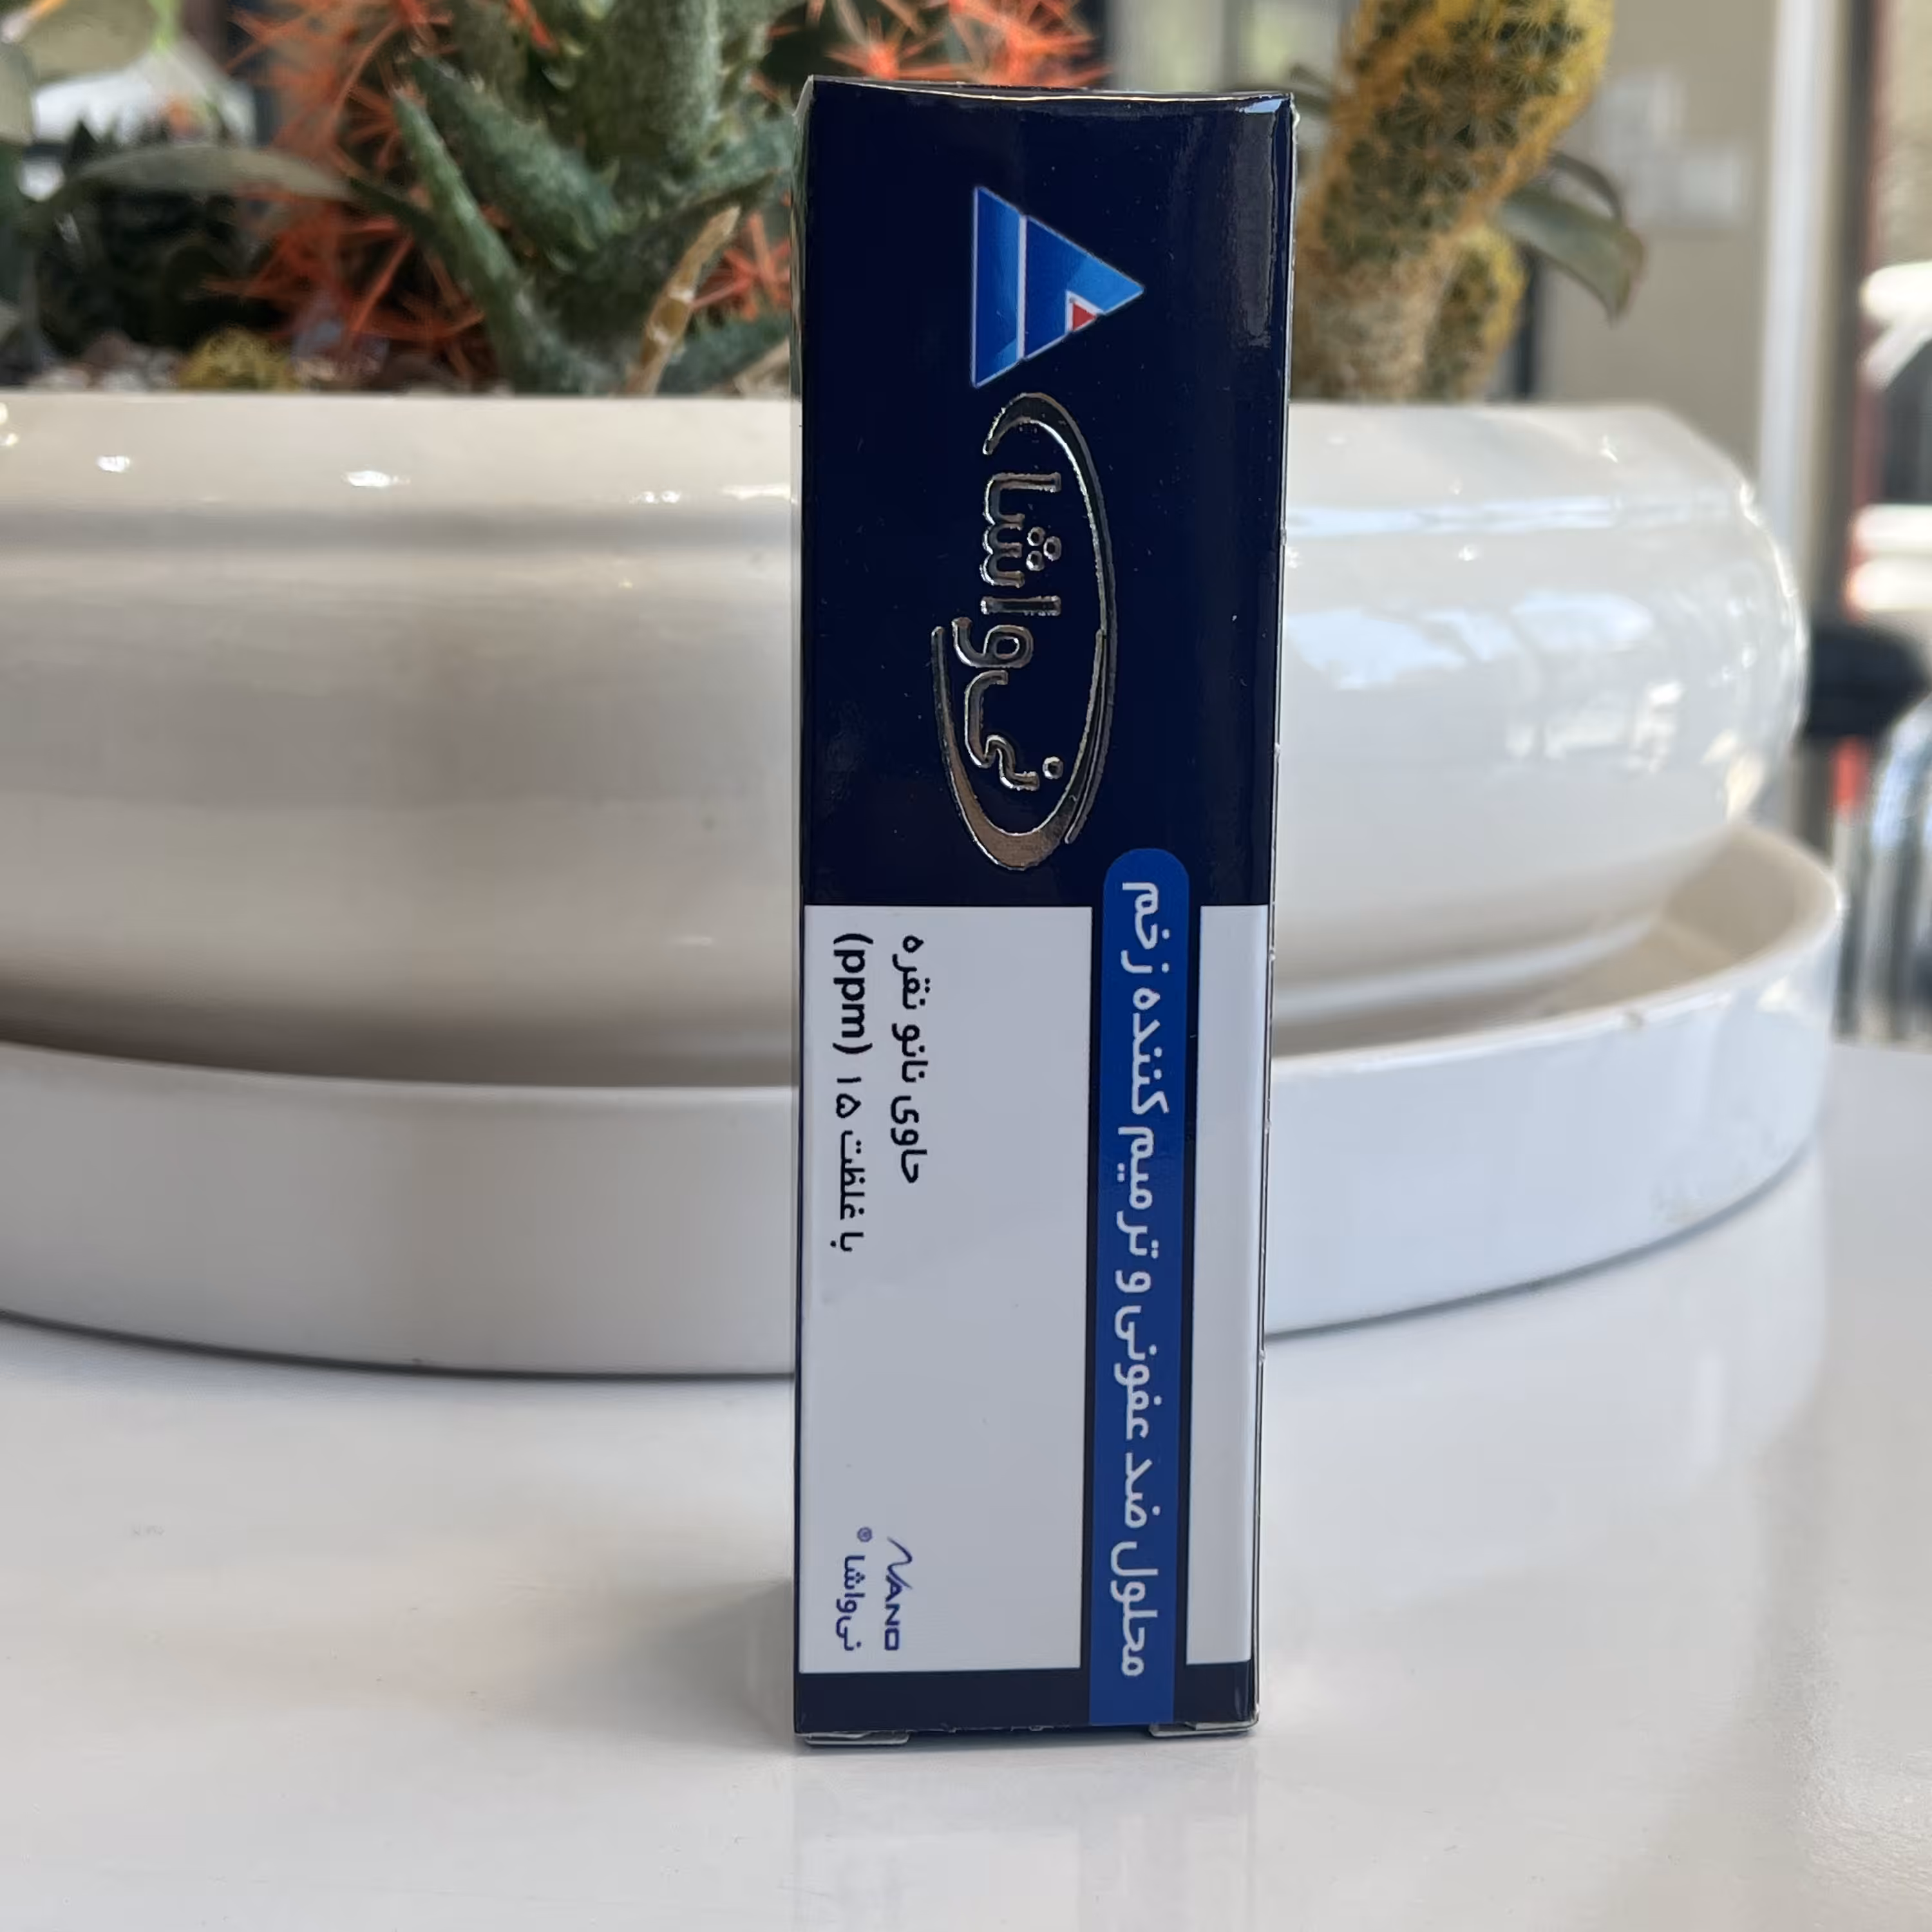 نی‌واشا
محلول ضد عفونی و ترمیم کننده زخم
حاوی نانو نقره
با غلظت ۱۵ (ppm)
NANO
نی‌واشا ®